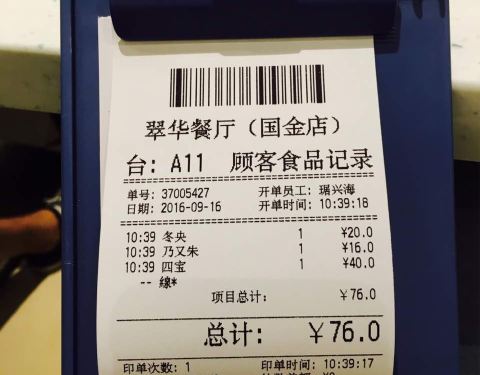 翠华餐厅（国金店）
台: A11 顾客食品记录
单号: 37005427 开单员工: 琚兴海
日期: 2016-09-16 开单时间: 10:39:18
10:39 冬央 1 ¥20.0
10:39 乃又朱 1 ¥16.0
10:39 四宝 1 ¥40.0
-- 線*
项目总计: ¥76.0
总计: ¥76.0
印单次数: 1 印单时间: 10:39:17